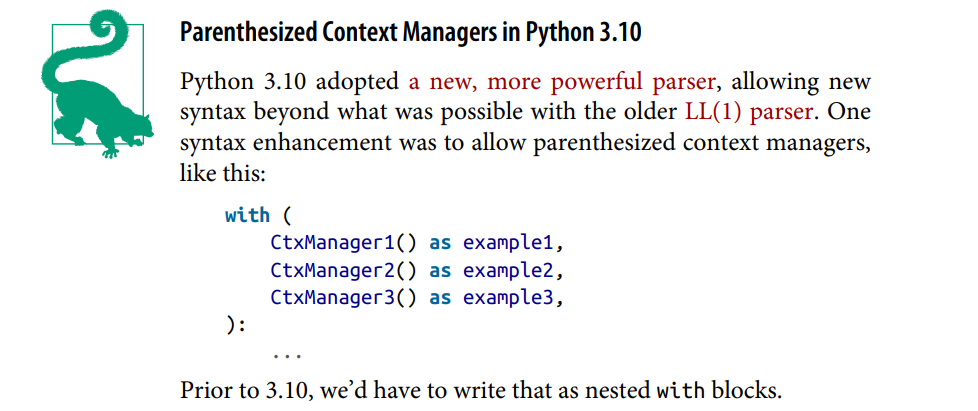 Parenthesized Context Managers in Python 3.10
Python 3.10 adopted a new, more powerful parser, allowing new
syntax beyond what was possible with the older LL(1) parser. One
syntax enhancement was to allow parenthesized context managers,
like this:
with (
    CtxManager1() as example1,
    CtxManager2() as example2,
    CtxManager3() as example3,
):
    ...
Prior to 3.10, we’d have to write that as nested with blocks.